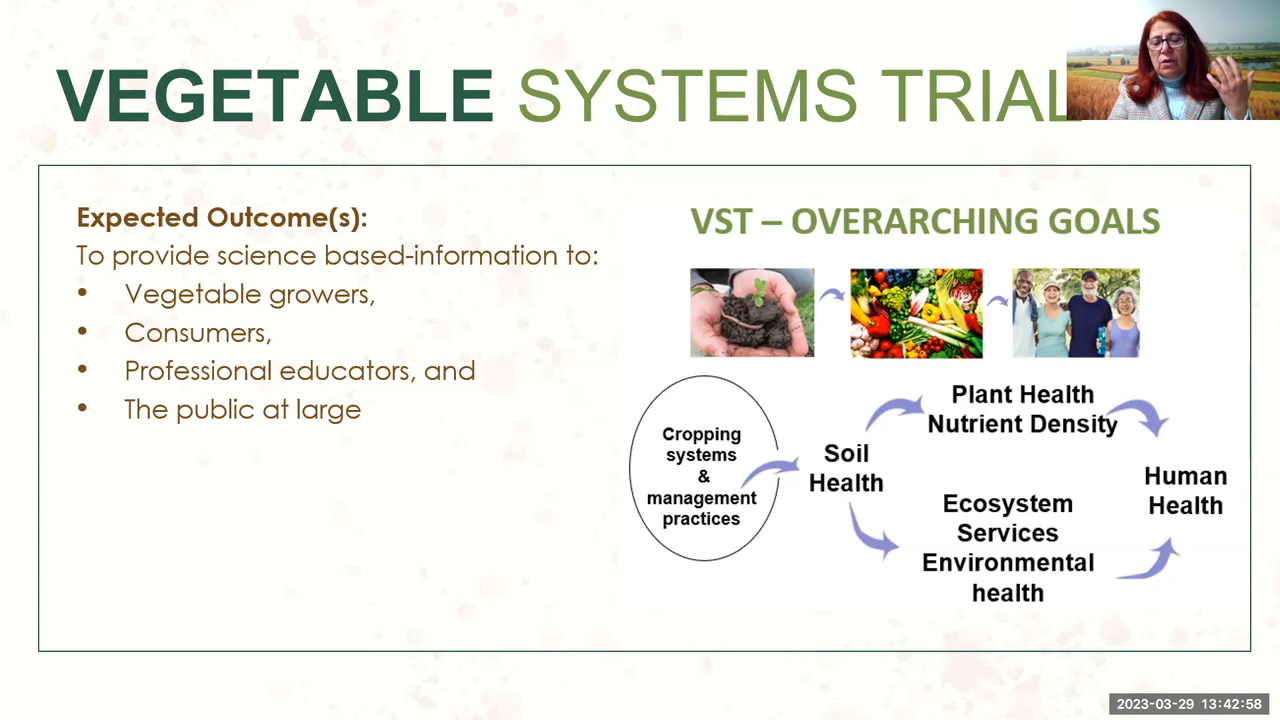 VEGETABLE SYSTEMS TRIAL
Expected Outcome(s):
To provide science based-information to:
• Vegetable growers,
• Consumers,
• Professional educators, and
• The public at large
VST – OVERARCHING GOALS
Cropping
systems
&
management
practices
Soil
Health
Plant Health
Nutrient Density
Ecosystem
Services
Environmental
health
Human
Health
2023-03-29 13:42:58